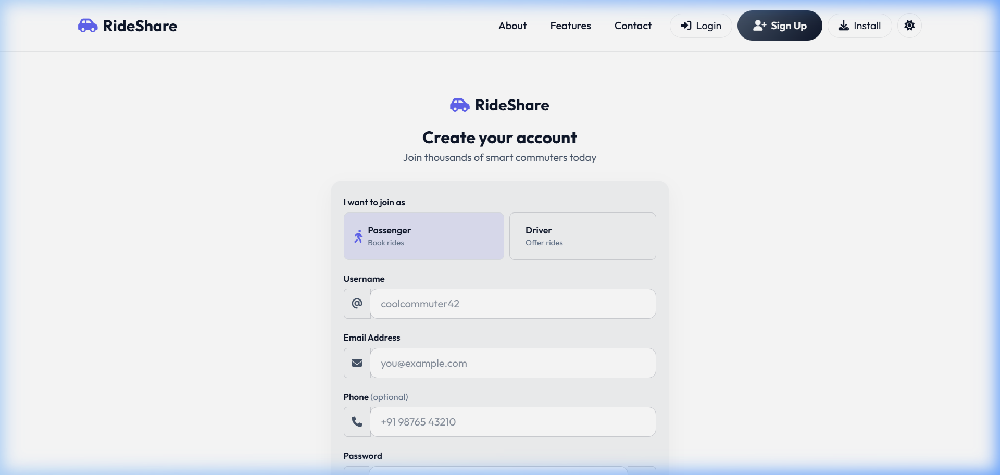 RideShare
About Features Contact Login Sign Up Install
RideShare
Create your account
Join thousands of smart commuters today
I want to join as
Passenger
Book rides
Driver
Offer rides
Username
@ coolcommuter42
Email Address
you@example.com
Phone (optional)
+91 98765 43210
Password